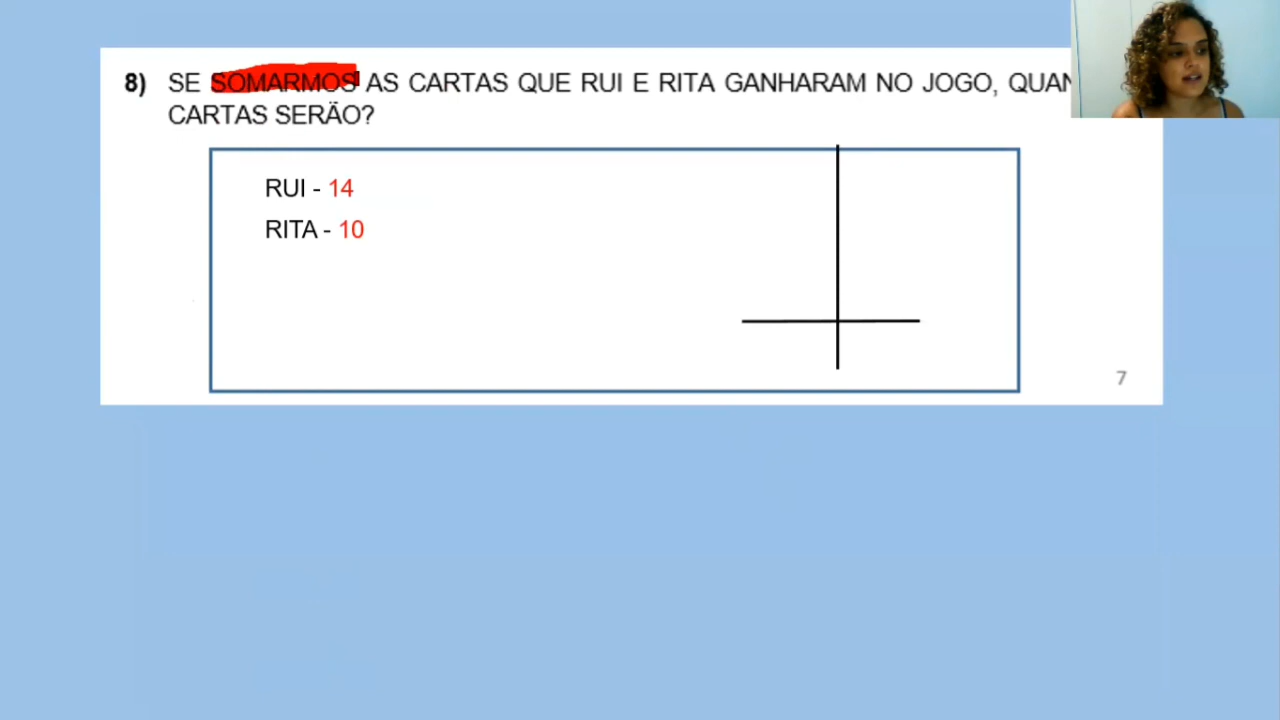 8) SE SOMARMOS AS CARTAS QUE RUI E RITA GANHARAM NO JOGO, QUAN
CARTAS SERÃO?
RUI - 14
RITA - 10
7